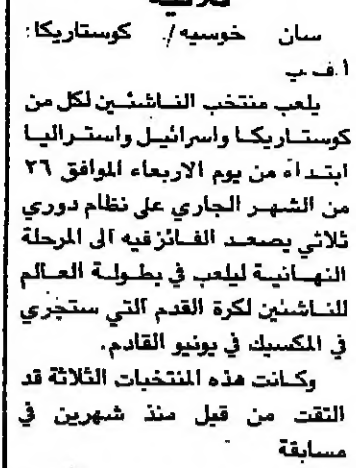 ثلاثية
سان خوسيه/. كوستاريكا:
أ.ف.ب
يلعب منتخب الناشئين لكل من
كوستاريكا واسرائيل واستراليا
ابتداءً من يوم الاربعاء الموافق ٢٦
من الشهر الجاري على نظام دوري
ثلاثي يصعد الفائز فيه الى المرحلة
النهائية ليلعب في بطولة العالم
للناشئين لكرة القدم التي ستجري
في المكسيك في يونيو القادم.
وكانت هذه المنتخبات الثلاثة قد
التقت من قبل منذ شهرين في
مسابقة